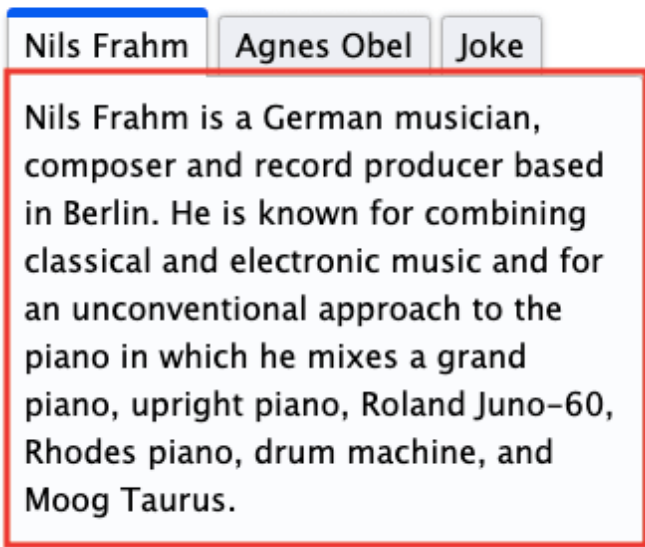 Nils Frahm Agnes Obel Joke
Nils Frahm is a German musician,
composer and record producer based
in Berlin. He is known for combining
classical and electronic music and for
an unconventional approach to the
piano in which he mixes a grand
piano, upright piano, Roland Juno–60,
Rhodes piano, drum machine, and
Moog Taurus.